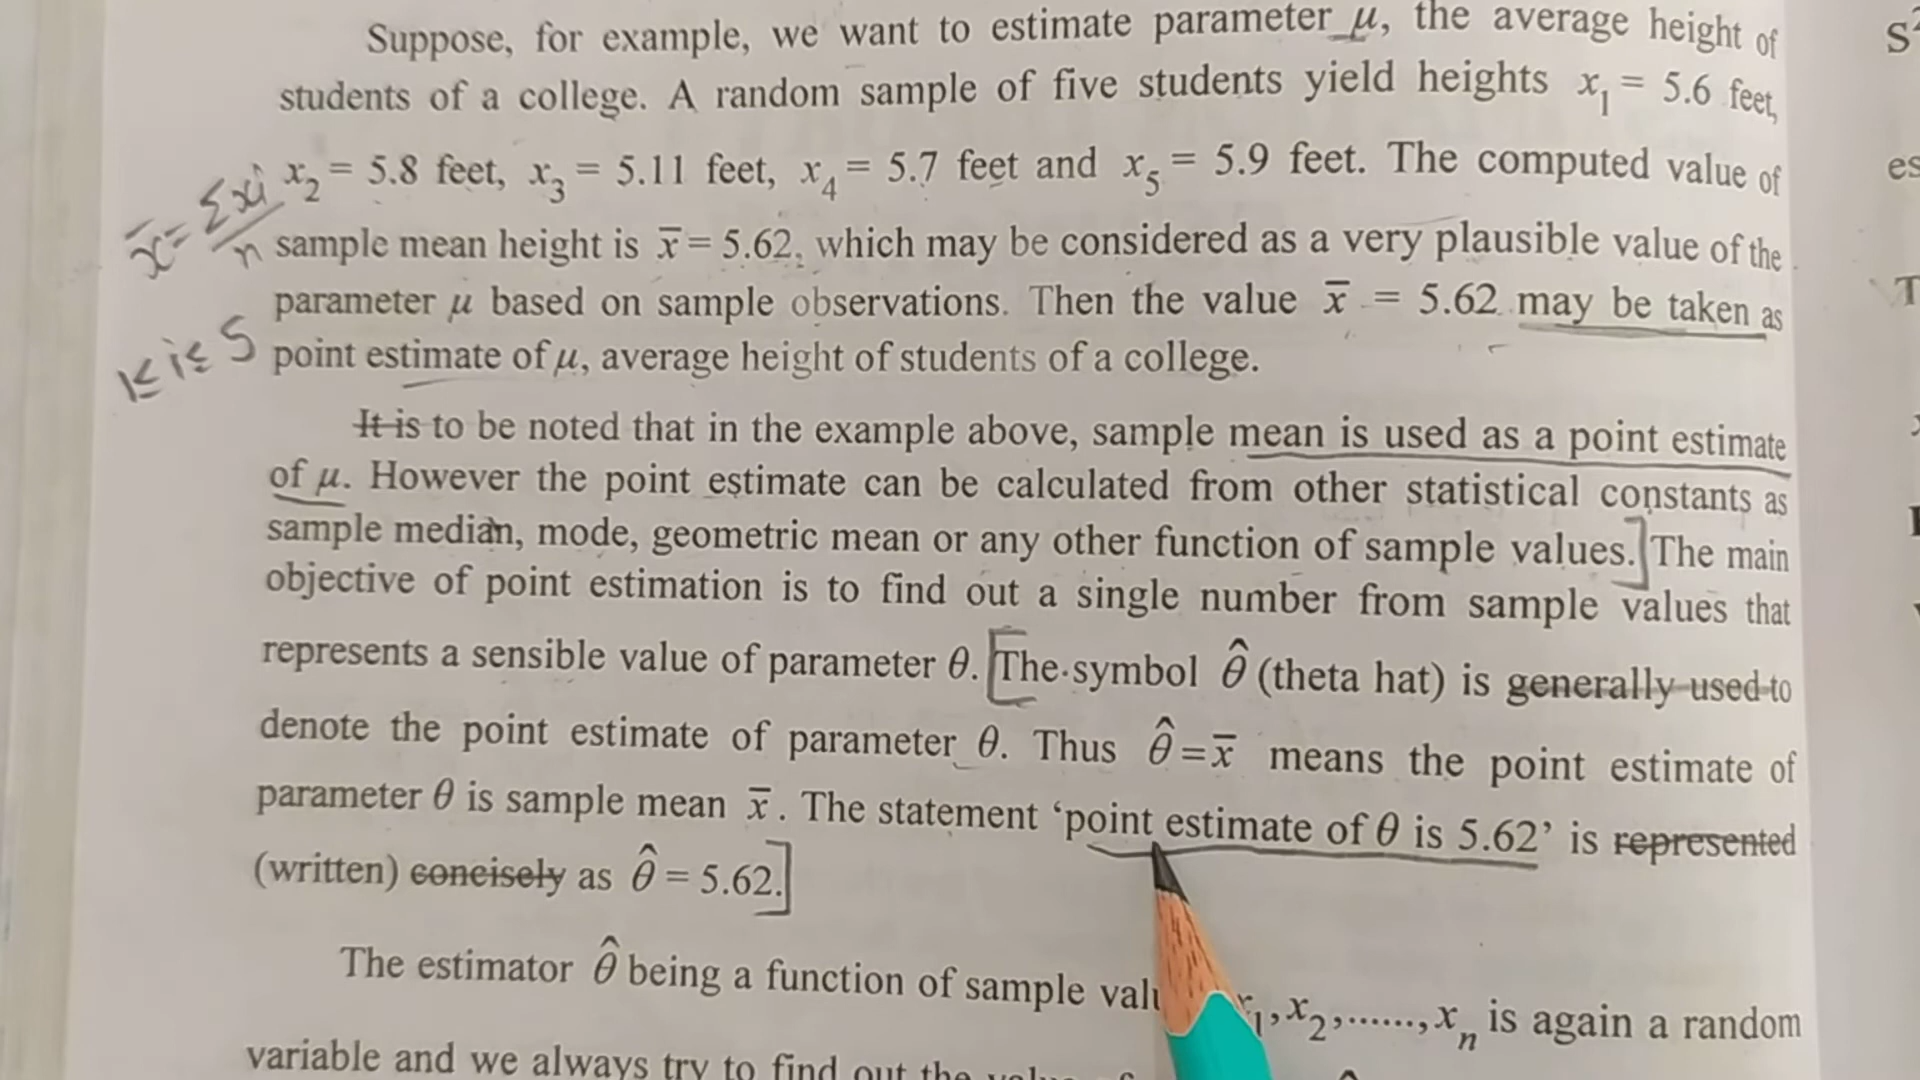 Suppose, for example, we want to estimate parameter μ, the average height of
students of a college. A random sample of five students yield heights x₁ = 5.6 feet,
x₂ = 5.8 feet, x₃ = 5.11 feet, x₄ = 5.7 feet and x₅ = 5.9 feet. The computed value of
x̄ = Σxi / n
sample mean height is x̄ = 5.62, which may be considered as a very plausible value of the
parameter μ based on sample observations. Then the value x̄ = 5.62 may be taken as
1≤i≤5
point estimate of μ, average height of students of a college.
It is to be noted that in the example above, sample mean is used as a point estimate
of μ. However the point estimate can be calculated from other statistical constants as
sample median, mode, geometric mean or any other function of sample values.] The main
objective of point estimation is to find out a single number from sample values that
represents a sensible value of parameter θ. [The symbol θ̂ (theta hat) is generally used to
denote the point estimate of parameter θ. Thus θ̂ = x̄ means the point estimate of
parameter θ is sample mean x̄. The statement ‘point estimate of θ is 5.62’ is represented
(written) concisely as θ̂ = 5.62.]
The estimator θ̂ being a function of sample x₂,......,xₙ is again a random
variable and we always try to find out the